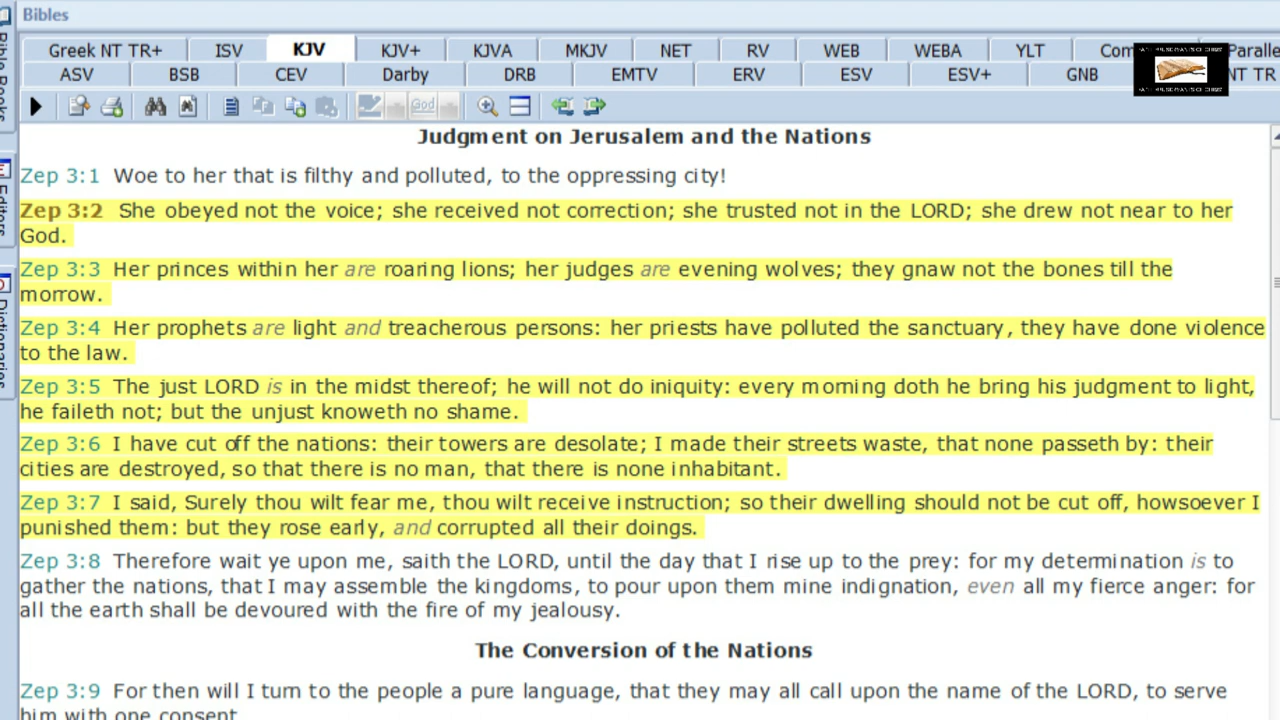 Bibles
Greek NT TR+ ISV KJV KJV+ KJVA MKJV NET RV WEB WEBA YLT Com Paralle
ASV BSB CEV Darby DRB EMTV ERV ESV ESV+ GNB NT TR
Bible Books
Editors
Dictionaries
God
Judgment on Jerusalem and the Nations
Zep 3:1 Woe to her that is filthy and polluted, to the oppressing city!
Zep 3:2 She obeyed not the voice; she received not correction; she trusted not in the LORD; she drew not near to her
God.
Zep 3:3 Her princes within her are roaring lions; her judges are evening wolves; they gnaw not the bones till the
morrow.
Zep 3:4 Her prophets are light and treacherous persons: her priests have polluted the sanctuary, they have done violence
to the law.
Zep 3:5 The just LORD is in the midst thereof; he will not do iniquity: every morning doth he bring his judgment to light,
he faileth not; but the unjust knoweth no shame.
Zep 3:6 I have cut off the nations: their towers are desolate; I made their streets waste, that none passeth by: their
cities are destroyed, so that there is no man, that there is none inhabitant.
Zep 3:7 I said, Surely thou wilt fear me, thou wilt receive instruction; so their dwelling should not be cut off, howsoever I
punished them: but they rose early, and corrupted all their doings.
Zep 3:8 Therefore wait ye upon me, saith the LORD, until the day that I rise up to the prey: for my determination is to
gather the nations, that I may assemble the kingdoms, to pour upon them mine indignation, even all my fierce anger: for
all the earth shall be devoured with the fire of my jealousy.
The Conversion of the Nations
Zep 3:9 For then will I turn to the people a pure language, that they may all call upon the name of the LORD, to serve
him with one consent